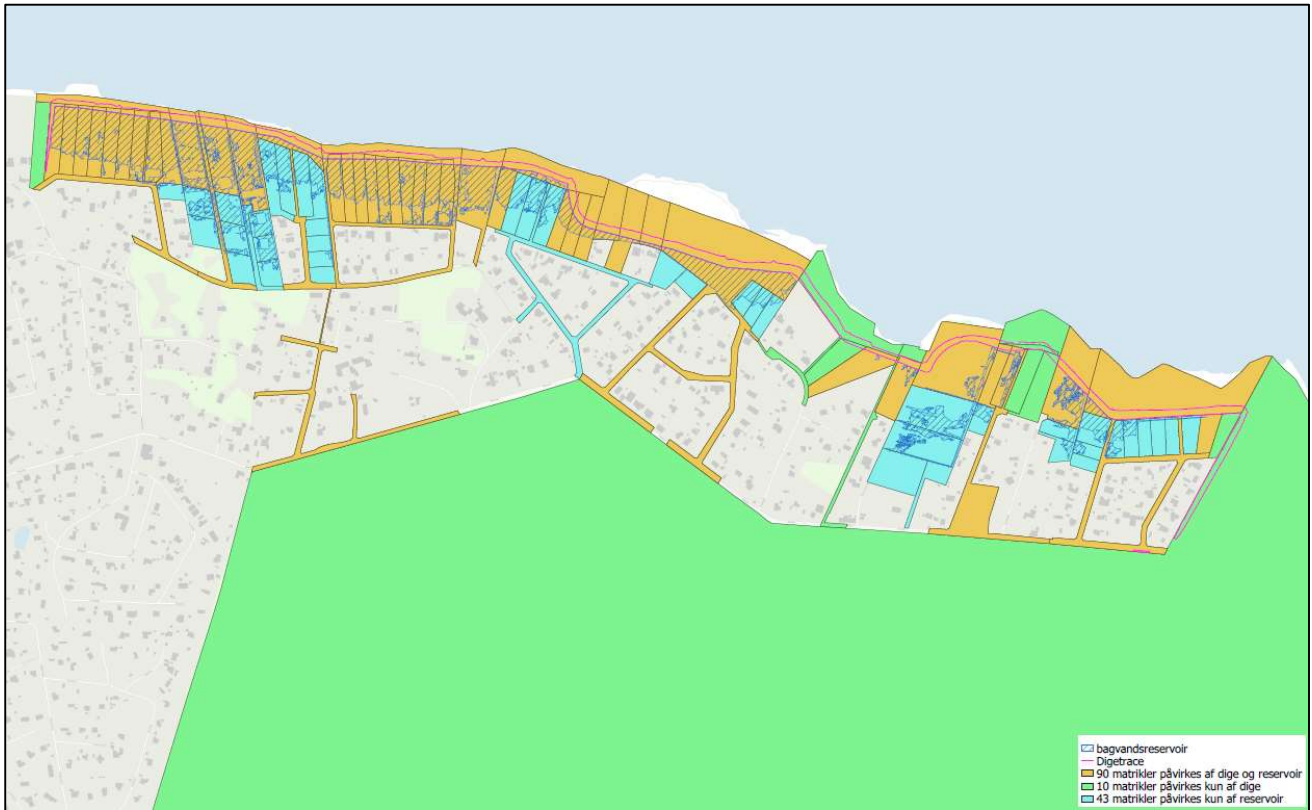 bagvandsreservoir
Digetrace
90 matrikler påvirkes af dige og reservoir
10 matrikler påvirkes kun af dige
43 matrikler påvirkes kun af reservoir